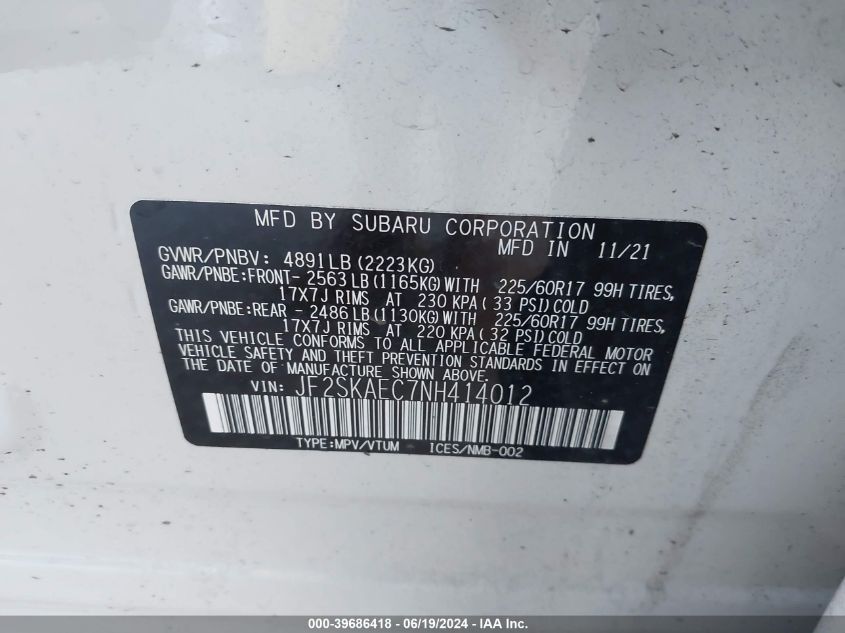 MFD BY SUBARU CORPORATION
MFD IN 11/21
GVWR/PNBV: 4891LB(2223KG)
GAWR/PNBE:FRONT- 2563LB(1165KG)WITH 225/60R17 99H TIRES,
17X7J RIMS AT 230 KPA( 33 PSI)COLD
GAWR/PNBE:REAR - 2486LB(1130KG)WITH 225/60R17 99H TIRES,
17X7J RIMS AT 220 KPA( 32 PSI)COLD
THIS VEHICLE CONFORMS TO ALL APPLICABLE FEDERAL MOTOR
VEHICLE SAFETY AND THEFT PREVENTION STANDARDS IN EFFECT ON
THE DATE OF MANUFACTURE SHOWN ABOVE.
VIN: JF2SKAEC7NH414012
TYPE:MPV/VTUM ICES/NMB-002
000-39686418 - 06/19/2024 - IAA Inc.